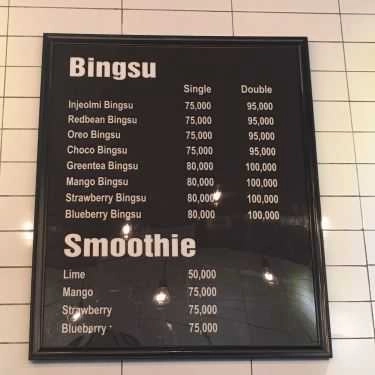 Bingsu
Single Double
Injeolmi Bingsu 75,000 95,000
Redbean Bingsu 75,000 95,000
Oreo Bingsu 75,000 95,000
Choco Bingsu 75,000 95,000
Greentea Bingsu 80,000 100,000
Mango Bingsu 80,000 100,000
Strawberry Bingsu 80,000 100,000
Blueberry Bingsu 80,000 100,000
Smoothie
Lime 50,000
Mango 75,000
Strawberry 75,000
Blueberry 75,000